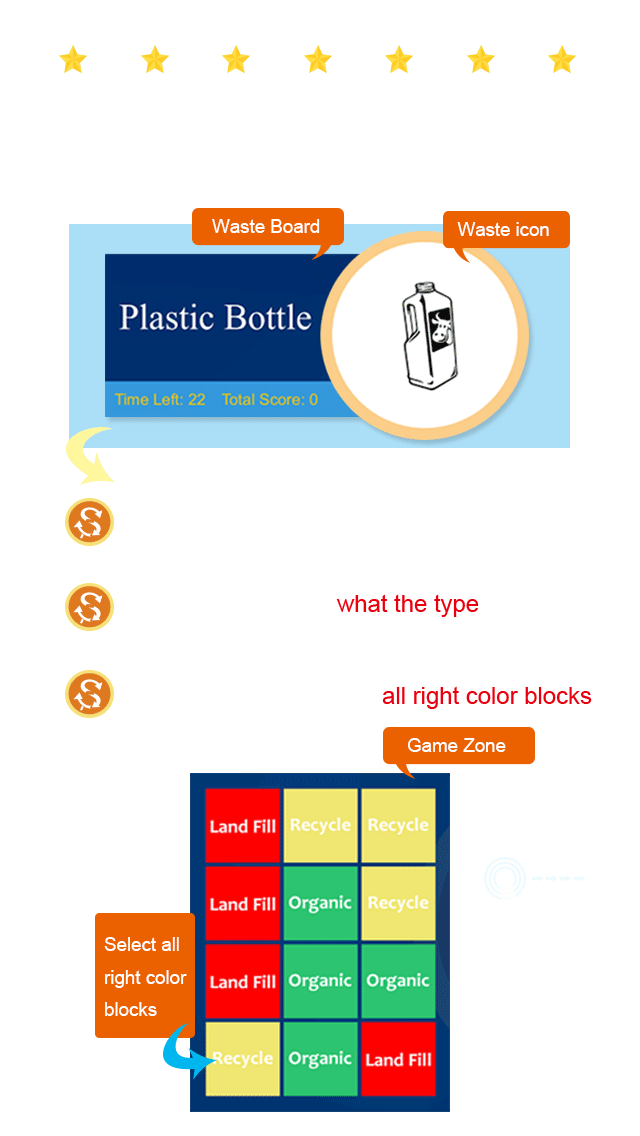 Waste Board
Waste icon
Plastic Bottle
Time Left: 22 Total Score: 0
what the type
all right color blocks
Game Zone
Land Fill Recycle Recycle
Land Fill Organic Recycle
Select all
right color
blocks
Land Fill Organic Organic
Recycle Organic Land Fill